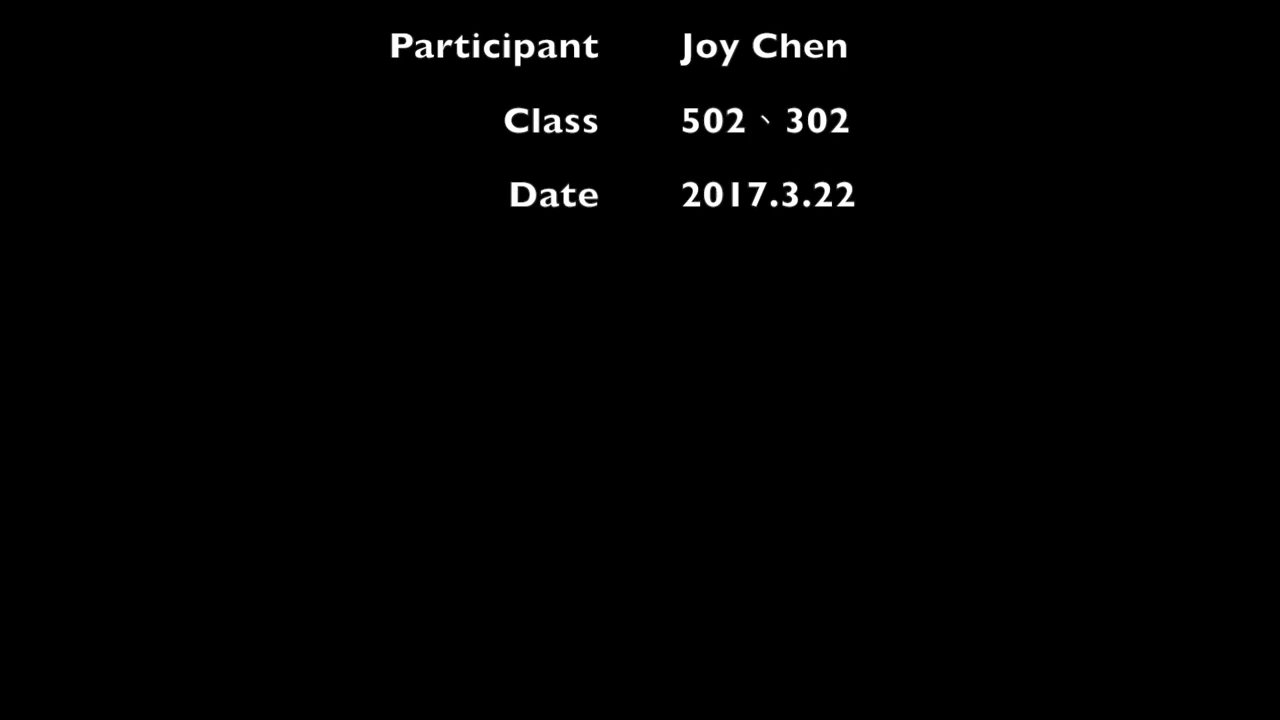 Participant Joy Chen
Class 502、302
Date 2017.3.22